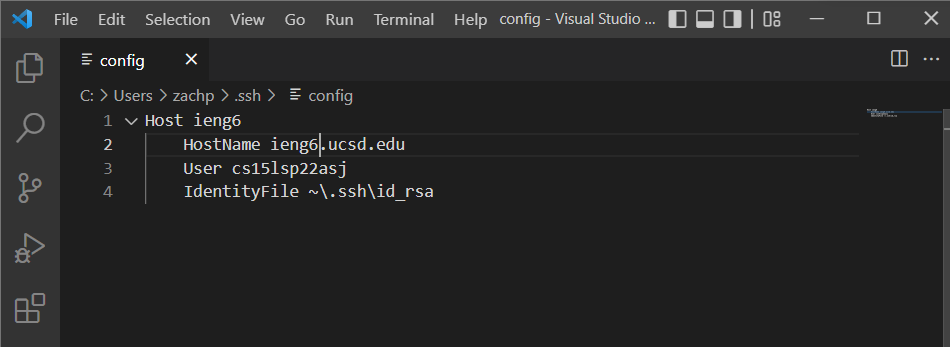 File Edit Selection View Go Run Terminal Help config - Visual Studio ...
config
C: > Users > zachp > .ssh > config
1 Host ieng6
2 HostName ieng6.ucsd.edu
3 User cs15lsp22asj
4 IdentityFile ~\.ssh\id_rsa